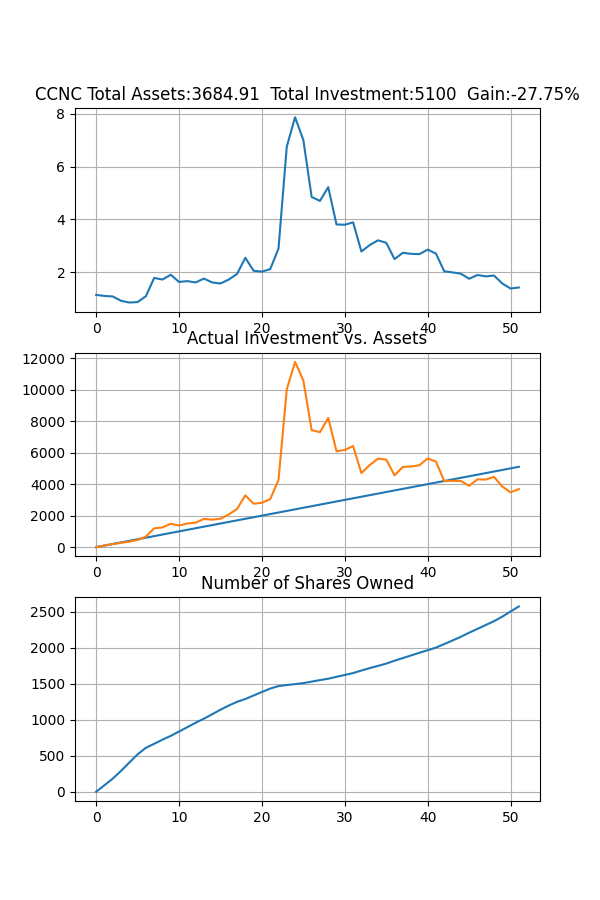 CCNC Total Assets:3684.91  Total Investment:5100  Gain:-27.75%
8
6
4
2
0 10 20 30 40 50
Actual Investment vs. Assets
12000
10000
8000
6000
4000
2000
0
0 10 20 30 40 50
Number of Shares Owned
2500
2000
1500
1000
500
0
0 10 20 30 40 50